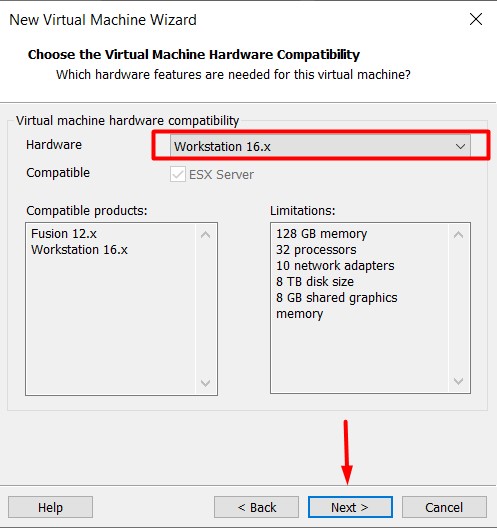 New Virtual Machine Wizard
Choose the Virtual Machine Hardware Compatibility
Which hardware features are needed for this virtual machine?
Virtual machine hardware compatibility
Hardware
Workstation 16.x
Compatible
ESX Server
Compatible products:
Fusion 12.x
Workstation 16.x
Limitations:
128 GB memory
32 processors
10 network adapters
8 TB disk size
8 GB shared graphics
memory
Help
< Back
Next >
Cancel